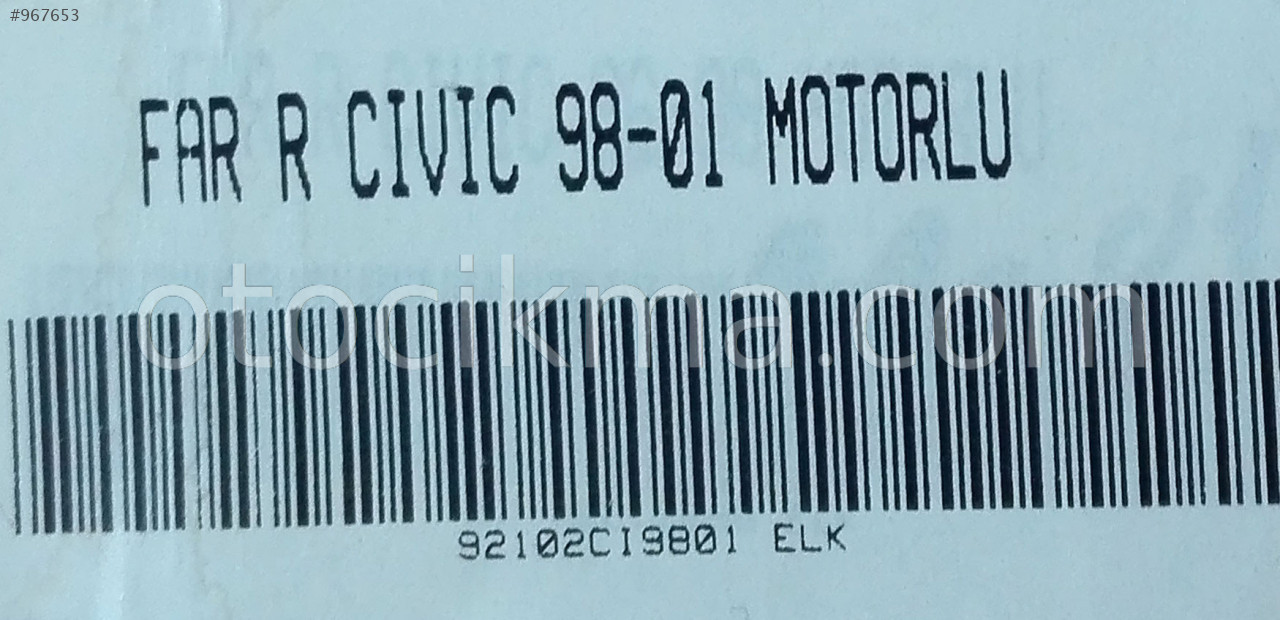 #967653
FAR R CIVIC 98-01 MOTORLU
otocikma.com
92102CI9801 ELK